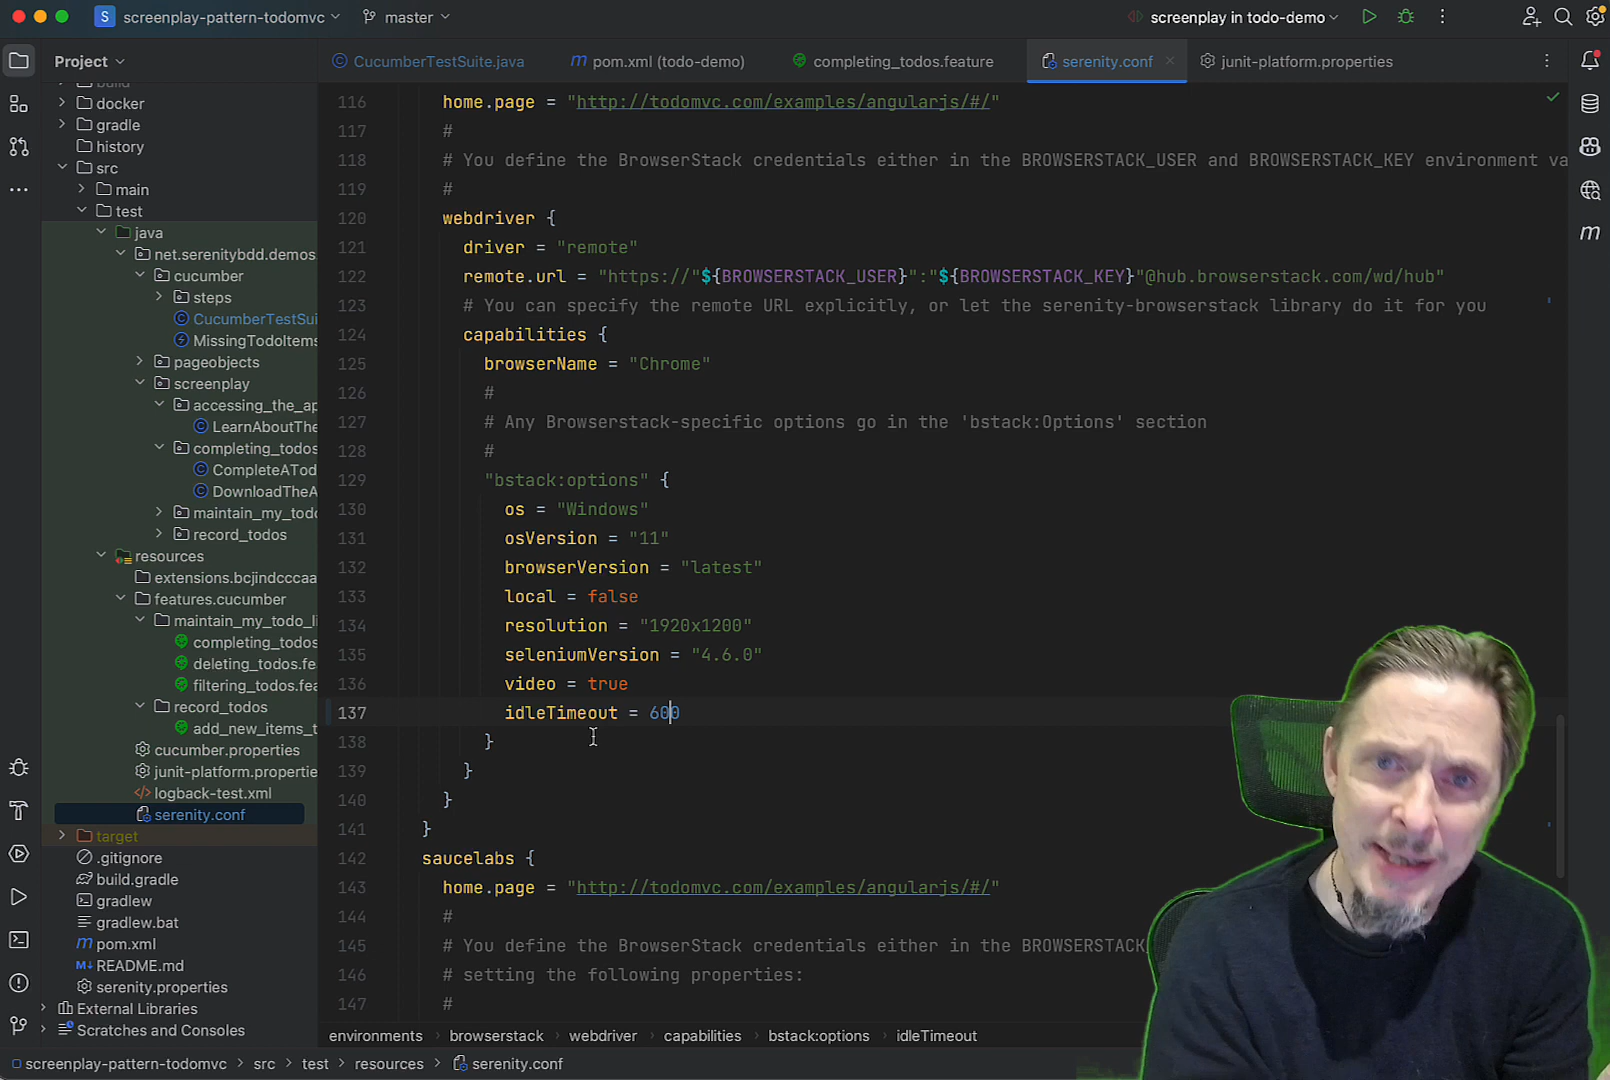 S screenplay-pattern-todomvc master screenplay in todo-demo
Project
CucumberTestSuite.java
m pom.xml (todo-demo)
completing_todos.feature
serenity.conf
junit-platform.properties
build
docker
gradle
history
src
main
test
java
net.serenitybdd.demos.
cucumber
steps
CucumberTestSui
MissingTodoItems
pageobjects
screenplay
accessing_the_ap
LearnAboutThe
completing_todos
CompleteATod
DownloadTheA
maintain_my_todo
record_todos
resources
extensions.bcjindcccaa
features.cucumber
maintain_my_todo_li
completing_todos
deleting_todos.fe
filtering_todos.fea
record_todos
add_new_items_t
cucumber.properties
junit-platform.propertie
logback-test.xml
serenity.conf
target
.gitignore
build.gradle
gradlew
gradlew.bat
m pom.xml
M↓ README.md
serenity.properties
External Libraries
Scratches and Consoles
116 home.page = "http://todomvc.com/examples/angularjs/#/"
117 #
118 # You define the BrowserStack credentials either in the BROWSERSTACK_USER and BROWSERSTACK_KEY environment va
119 #
120 webdriver {
121 driver = "remote"
122 remote.url = "https://"${BROWSERSTACK_USER}":"${BROWSERSTACK_KEY}"@hub.browserstack.com/wd/hub"
123 # You can specify the remote URL explicitly, or let the serenity-browserstack library do it for you
124 capabilities {
125 browserName = "Chrome"
126 #
127 # Any Browserstack-specific options go in the 'bstack:Options' section
128 #
129 "bstack:options" {
130 os = "Windows"
131 osVersion = "11"
132 browserVersion = "latest"
133 local = false
134 resolution = "1920x1200"
135 seleniumVersion = "4.6.0"
136 video = true
137 idleTimeout = 600
138 }
139 }
140 }
141 }
142 saucelabs {
143 home.page = "http://todomvc.com/examples/angularjs/#/"
144 #
145 # You define the BrowserStack credentials either in the BROWSERSTACK
146 # setting the following properties:
147 #
environments browserstack webdriver capabilities bstack:options idleTimeout
screenplay-pattern-todomvc src test resources serenity.conf
m